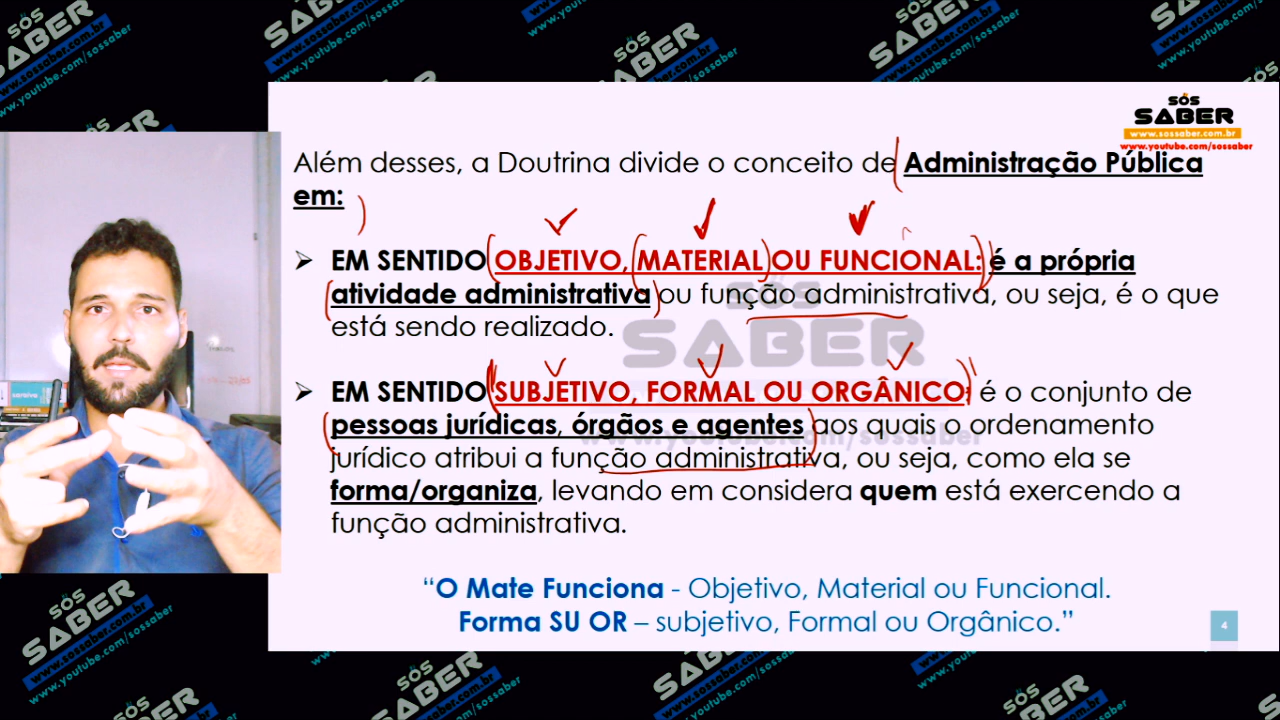 SÓS
SABER
www.sossaber.com.br
www.youtube.com/sossaber
Além desses, a Doutrina divide o conceito de Administração Pública
em:
➢ EM SENTIDO OBJETIVO, MATERIAL OU FUNCIONAL: é a própria
atividade administrativa ou função administrativa, ou seja, é o que
está sendo realizado.
➢ EM SENTIDO SUBJETIVO, FORMAL OU ORGÂNICO: é o conjunto de
pessoas jurídicas, órgãos e agentes aos quais o ordenamento
jurídico atribui a função administrativa, ou seja, como ela se
forma/organiza, levando em considera quem está exercendo a
função administrativa.
“O Mate Funciona - Objetivo, Material ou Funcional.
Forma SU OR – subjetivo, Formal ou Orgânico.”
4